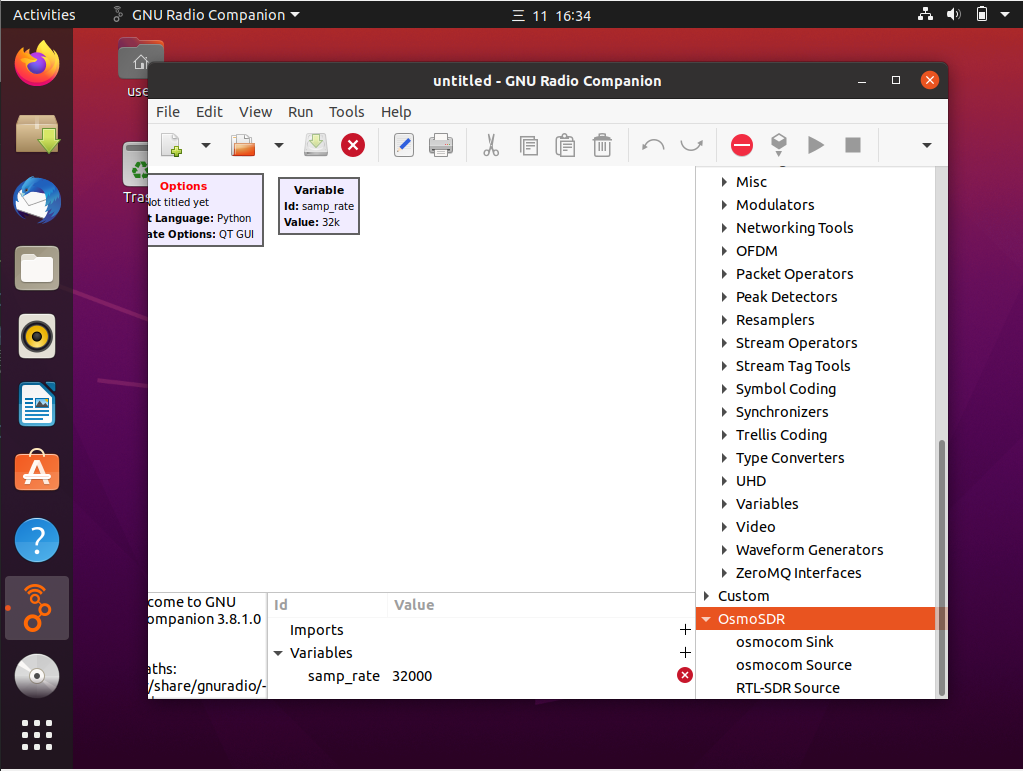 Activities
GNU Radio Companion
三 11 16:34
use
Tras
untitled - GNU Radio Companion
File Edit View Run Tools Help
Options
Not titled yet
t Language: Python
ate Options: QT GUI
Variable
Id: samp_rate
Value: 32k
Misc
Modulators
Networking Tools
OFDM
Packet Operators
Peak Detectors
Resamplers
Stream Operators
Stream Tag Tools
Symbol Coding
Synchronizers
Trellis Coding
Type Converters
UHD
Variables
Video
Waveform Generators
ZeroMQ Interfaces
Custom
OsmoSDR
osmocom Sink
osmocom Source
RTL-SDR Source
come to GNU
ompanion 3.8.1.0
aths:
/share/gnuradio/-
Id Value
Imports
Variables
samp_rate 32000